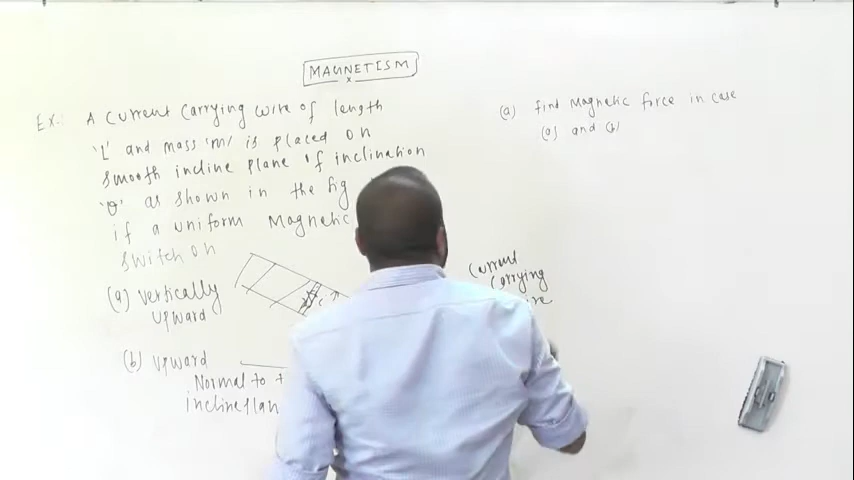 MAGNETISM
x
Ex:. A current carrying wire of length
'L' and mass 'm' is placed on
smooth incline plane of inclination
'θ' as shown in the fig
if a uniform Magnetic
switch on
(a) Vertically
upward
(b) upward
Normal to
incline
current
carrying
(a) find Magnetic force in case
(a) and (b)